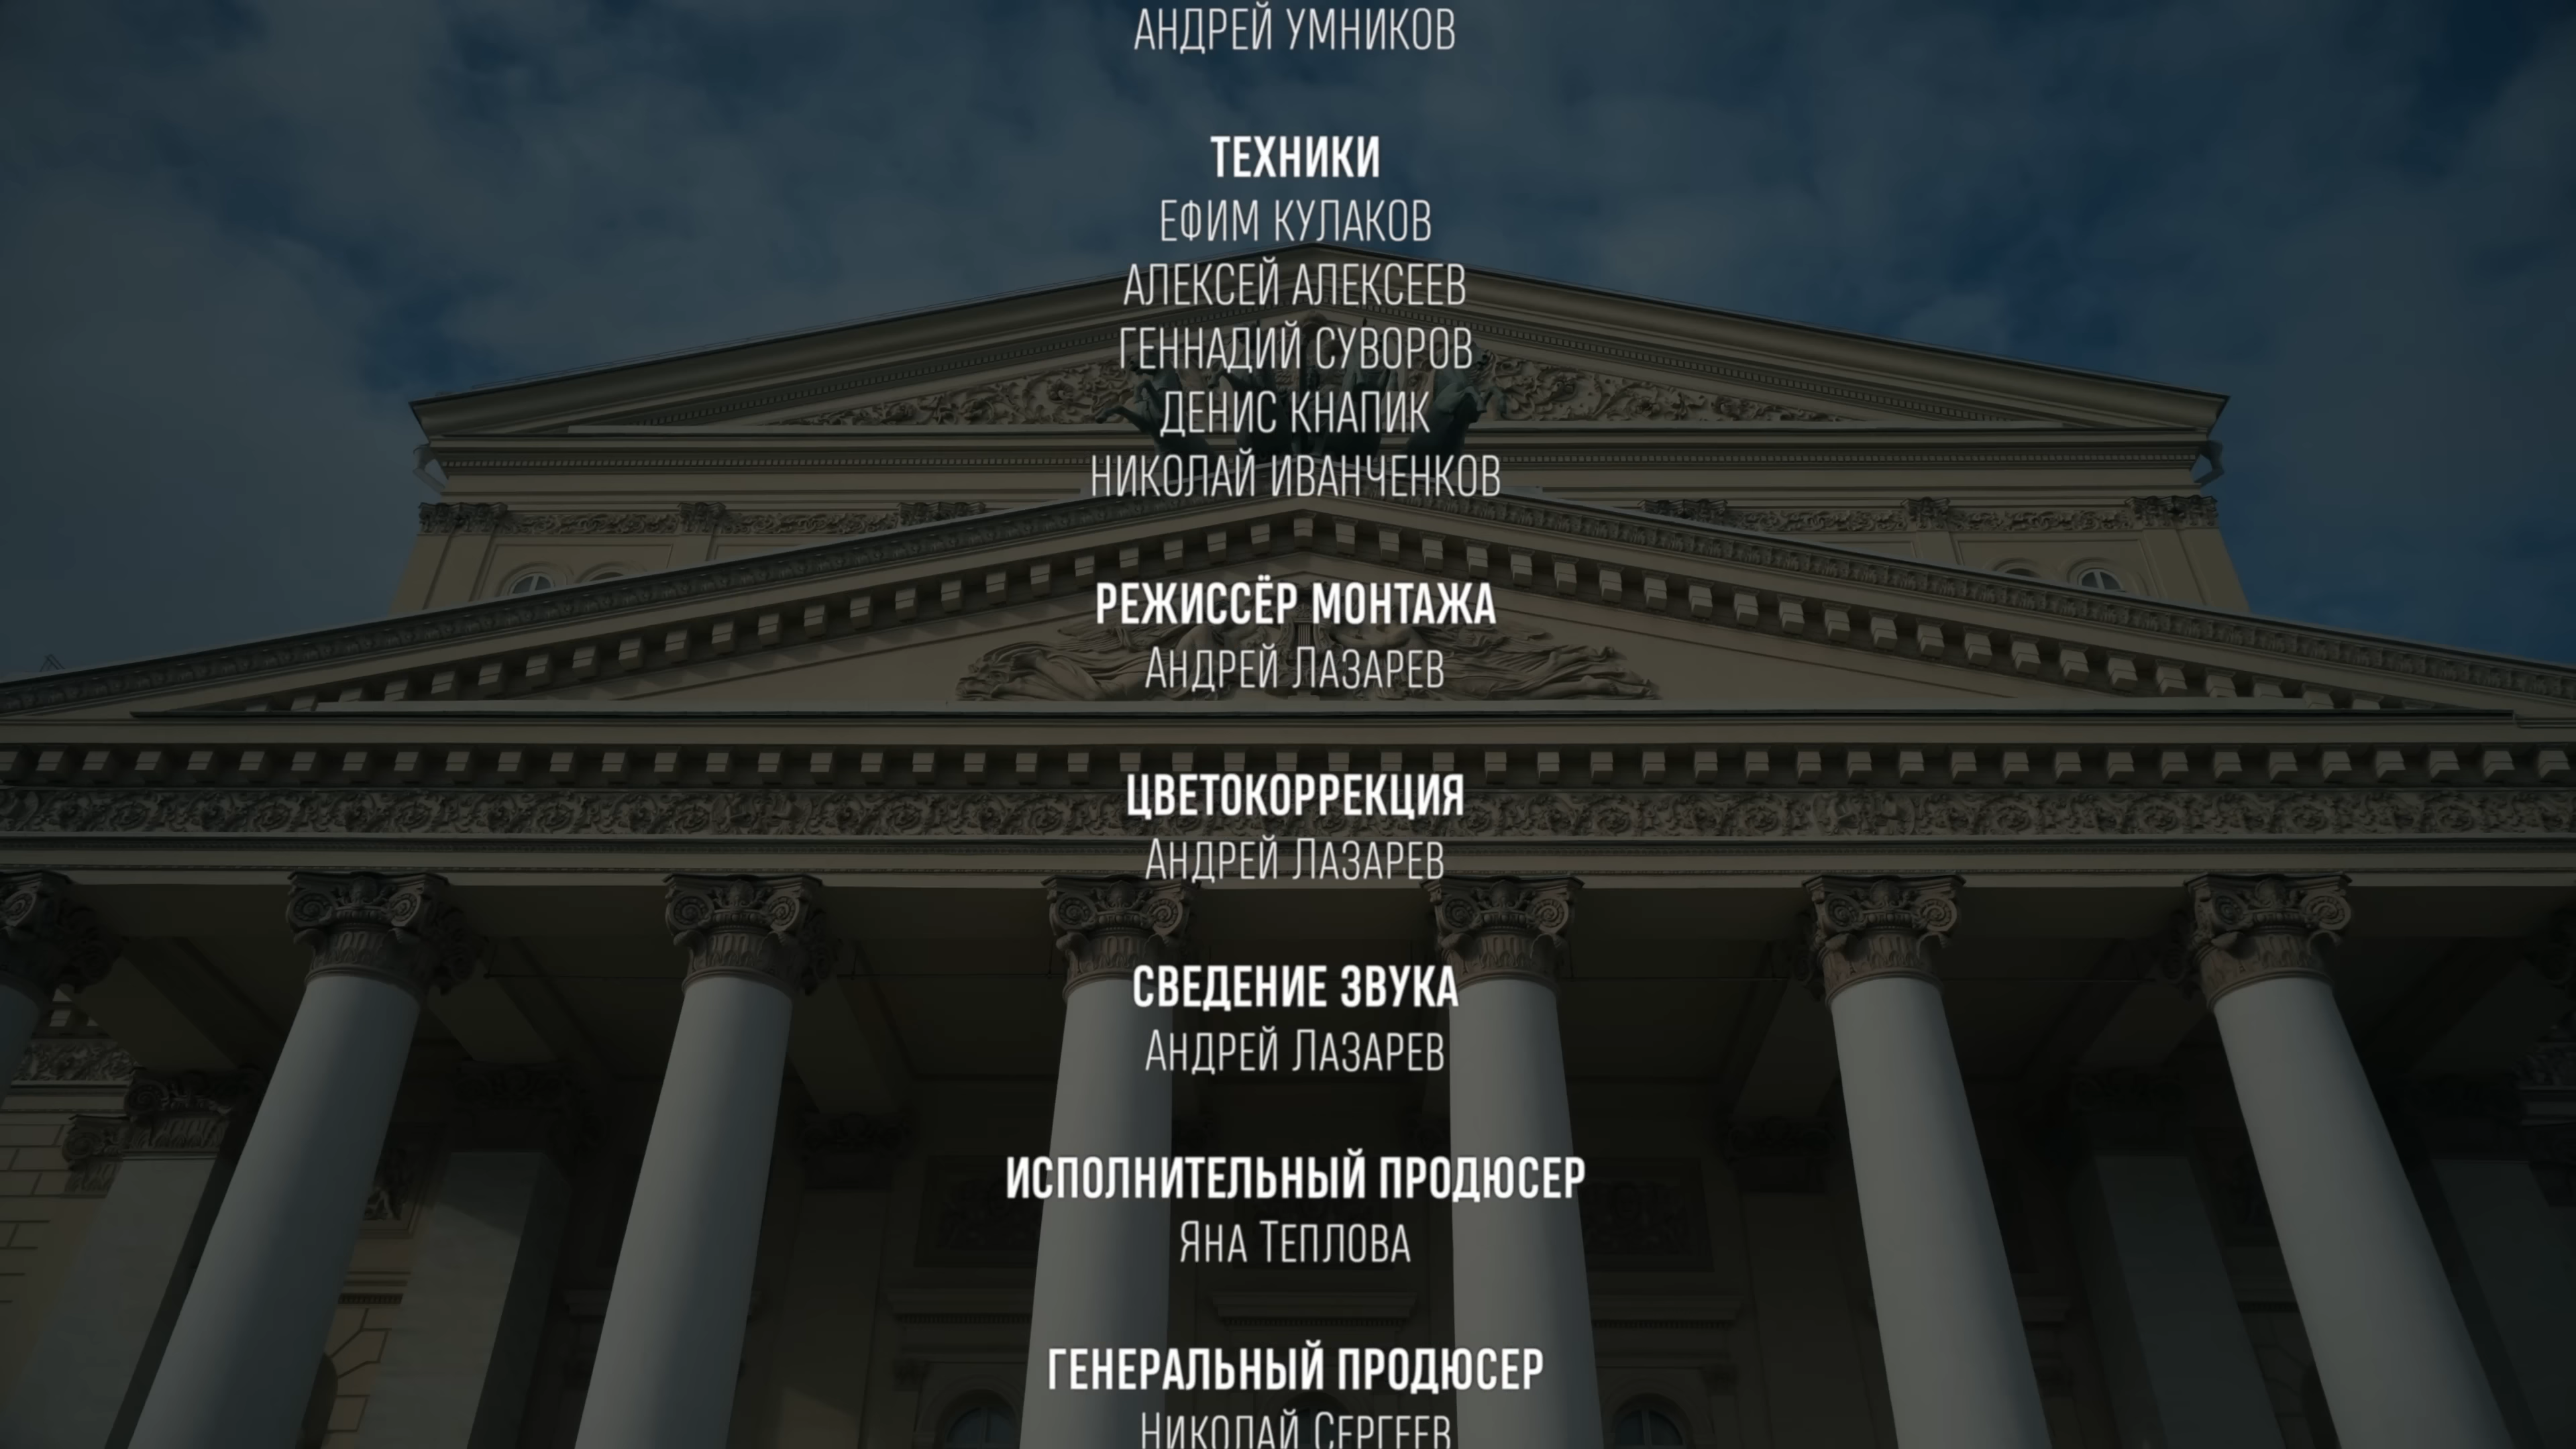 АНДРЕЙ УМНИКОВ
ТЕХНИКИ
ЕФИМ КУЛАКОВ
АЛЕКСЕЙ АЛЕКСЕЕВ
ГЕННАДИЙ СУВОРОВ
ДЕНИС КНАПИК
НИКОЛАЙ ИВАНЧЕНКОВ
РЕЖИССЁР МОНТАЖА
АНДРЕЙ ЛАЗАРЕВ
ЦВЕТОКОРРЕКЦИЯ
АНДРЕЙ ЛАЗАРЕВ
СВЕДЕНИЕ ЗВУКА
АНДРЕЙ ЛАЗАРЕВ
ИСПОЛНИТЕЛЬНЫЙ ПРОДЮСЕР
ЯНА ТЕПЛОВА
ГЕНЕРАЛЬНЫЙ ПРОДЮСЕР
НИКОЛАЙ СЕРГЕЕВ